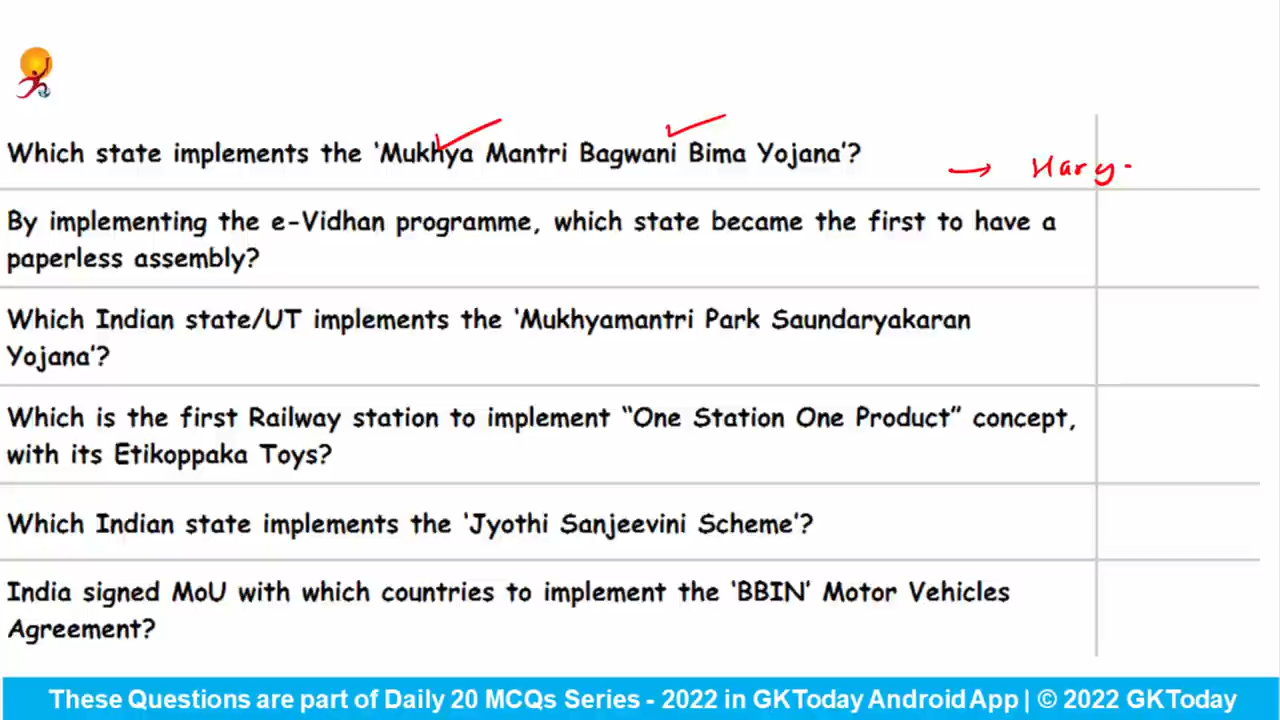 Which state implements the ‘Mukhya Mantri Bagwani Bima Yojana’?
→ Hary.
By implementing the e-Vidhan programme, which state became the first to have a
paperless assembly?
Which Indian state/UT implements the ‘Mukhyamantri Park Saundaryakaran
Yojana’?
Which is the first Railway station to implement “One Station One Product” concept,
with its Etikoppaka Toys?
Which Indian state implements the ‘Jyothi Sanjeevini Scheme’?
India signed MoU with which countries to implement the ‘BBIN’ Motor Vehicles
Agreement?
These Questions are part of Daily 20 MCQs Series - 2022 in GKToday Android App | © 2022 GKToday